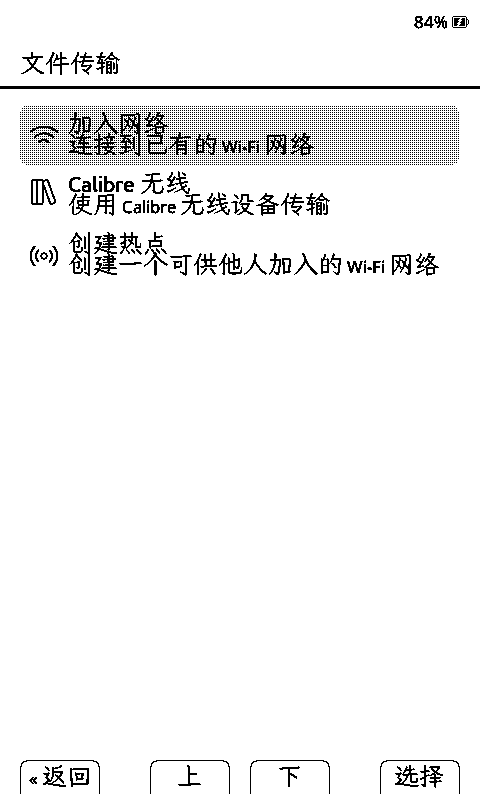 84%
文件传输
加入网络
连接到已有的 Wi-Fi 网络
Calibre 无线
使用 Calibre 无线设备传输
创建热点
创建一个可供他人加入的 Wi-Fi 网络
« 返回
上
下
选择